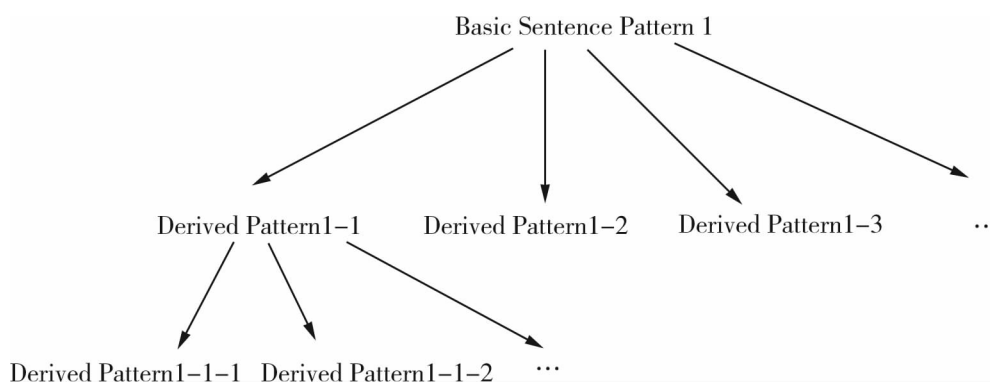 Basic Sentence Pattern 1
Derived Pattern1-1 Derived Pattern1-2 Derived Pattern1-3 ..
Derived Pattern1-1-1 Derived Pattern1-1-2 ...